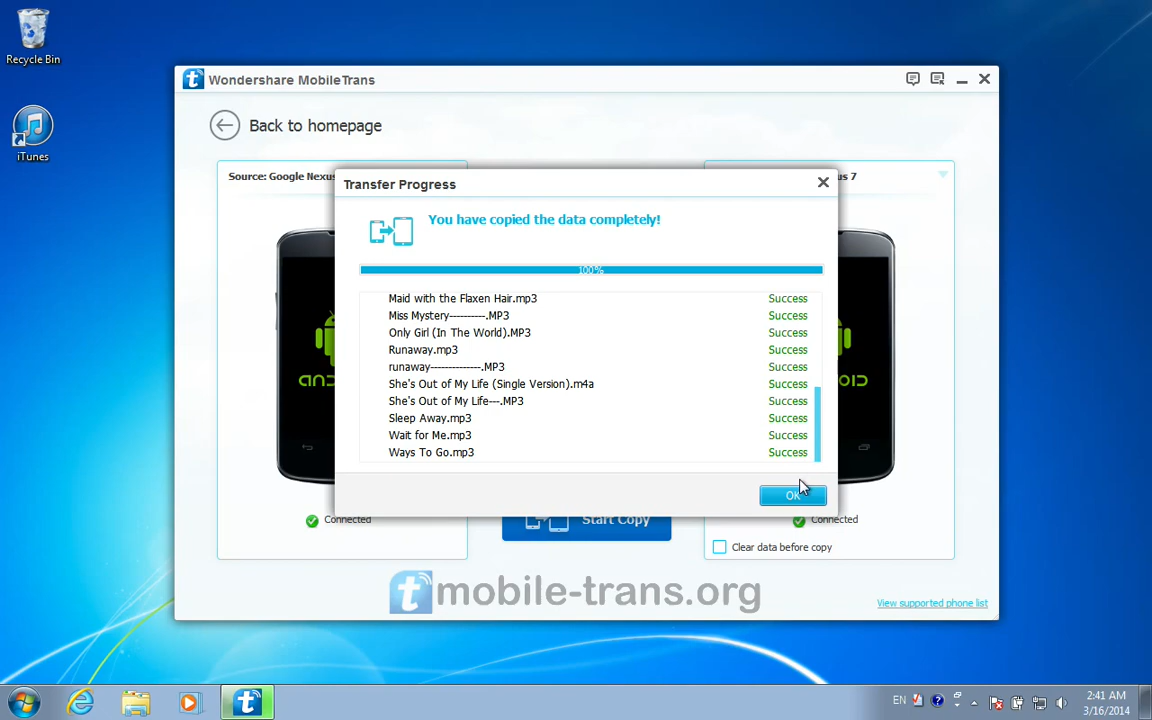 Recycle Bin
iTunes
Wondershare MobileTrans
Back to homepage
Source: Google Nexus
us 7
Transfer Progress
You have copied the data completely!
100%
Maid with the Flaxen Hair.mp3 Success
Miss Mystery----------.MP3 Success
Only Girl (In The World).MP3 Success
Runaway.mp3 Success
runaway--------------.MP3 Success
She's Out of My Life (Single Version).m4a Success
She's Out of My Life---.MP3 Success
Sleep Away.mp3 Success
Wait for Me.mp3 Success
Ways To Go.mp3 Success
OK
Connected
Start Copy
Connected
Clear data before copy
mobile-trans.org
View supported phone list
EN
2:41 AM
3/16/2014